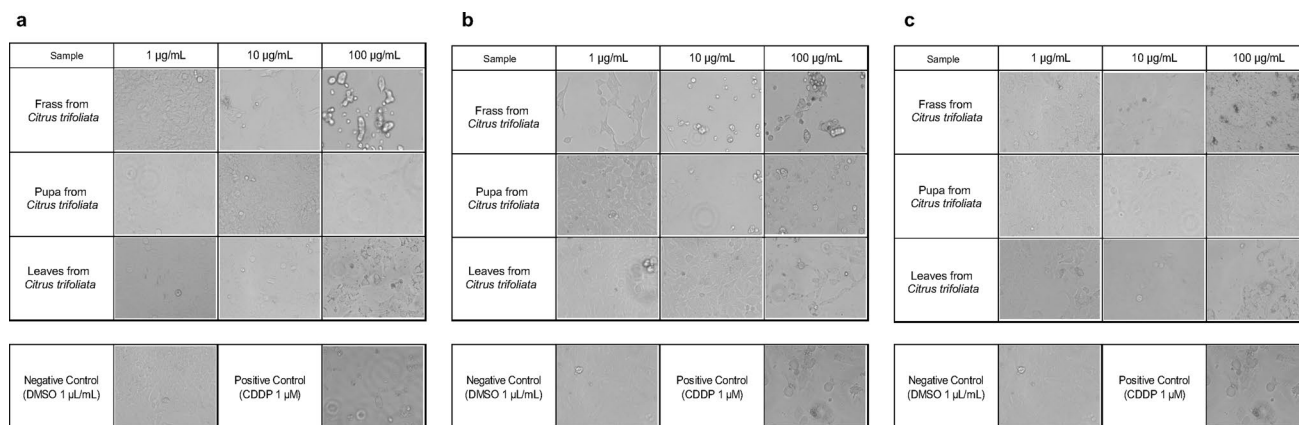 a
Sample 1 µg/mL 10 µg/mL 100 µg/mL
Frass from
Citrus trifoliata
Pupa from
Citrus trifoliata
Leaves from
Citrus trifoliata
Negative Control
(DMSO 1 µL/mL)
Positive Control
(CDDP 1 µM)
b
Sample 1 µg/mL 10 µg/mL 100 µg/mL
Frass from
Citrus trifoliata
Pupa from
Citrus trifoliata
Leaves from
Citrus trifoliata
Negative Control
(DMSO 1 µL/mL)
Positive Control
(CDDP 1 µM)
c
Sample 1 µg/mL 10 µg/mL 100 µg/mL
Frass from
Citrus trifoliata
Pupa from
Citrus trifoliata
Leaves from
Citrus trifoliata
Negative Control
(DMSO 1 µL/mL)
Positive Control
(CDDP 1 µM)